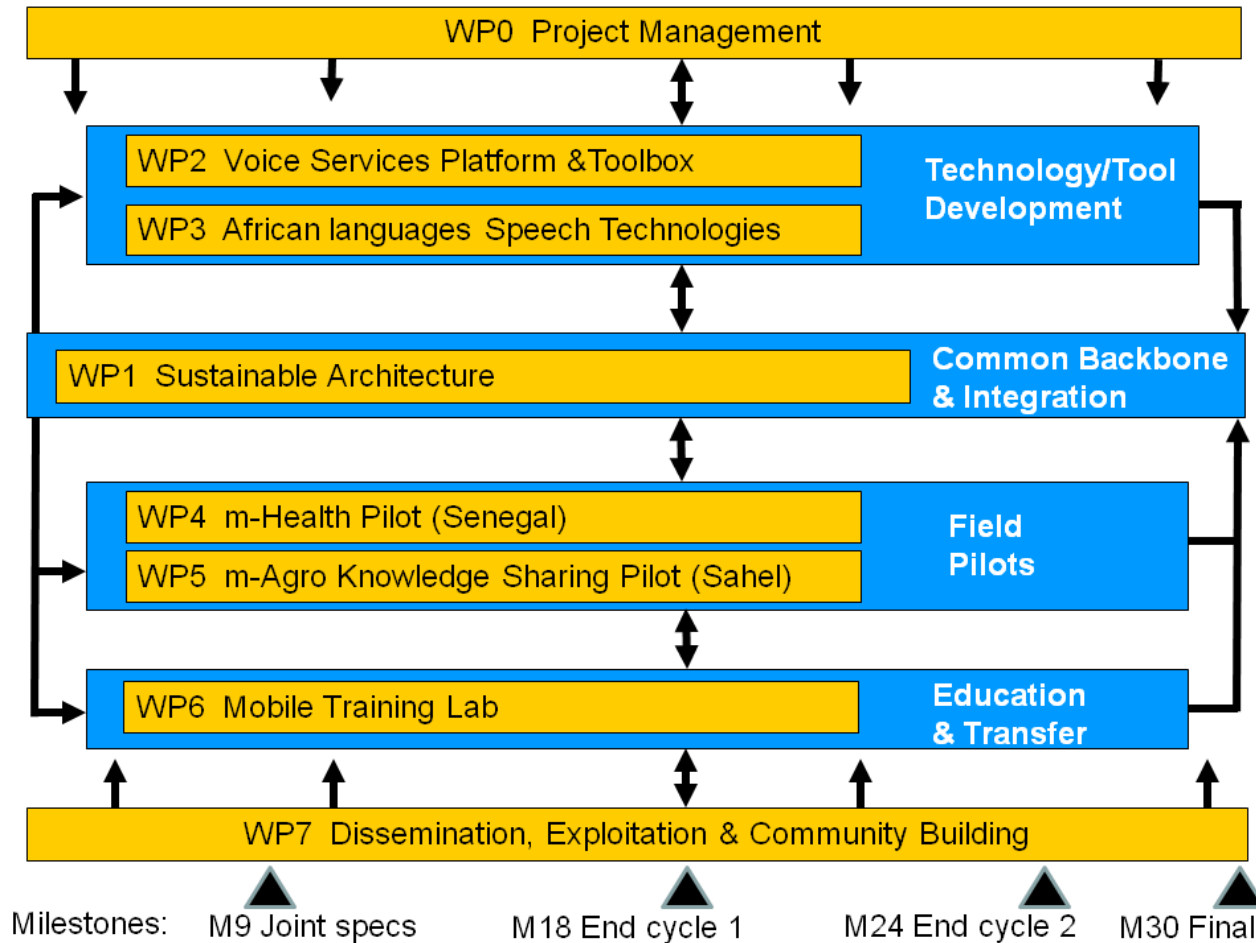 WP0 Project Management
WP2 Voice Services Platform &Toolbox
WP3 African languages Speech Technologies
Technology/Tool
Development
WP1 Sustainable Architecture
Common Backbone
& Integration
WP4 m-Health Pilot (Senegal)
WP5 m-Agro Knowledge Sharing Pilot (Sahel)
Field
Pilots
WP6 Mobile Training Lab
Education
& Transfer
WP7 Dissemination, Exploitation & Community Building
Milestones: M9 Joint specs M18 End cycle 1 M24 End cycle 2 M30 Final